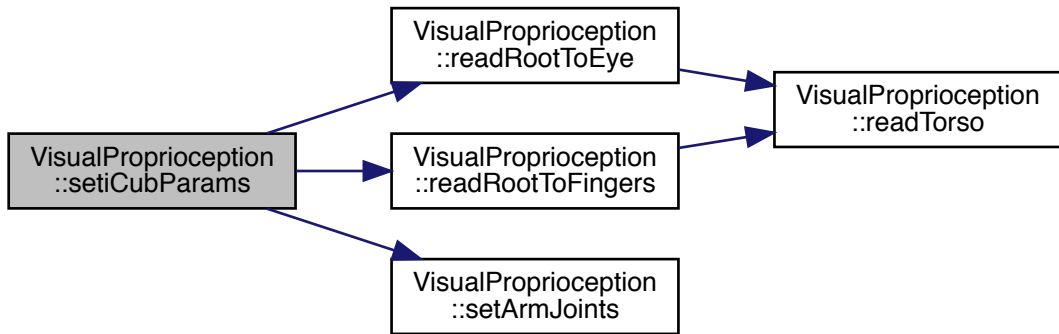 VisualProprioception
::setiCubParams
VisualProprioception
::readRootToEye
VisualProprioception
::readRootToFingers
VisualProprioception
::setArmJoints
VisualProprioception
::readTorso